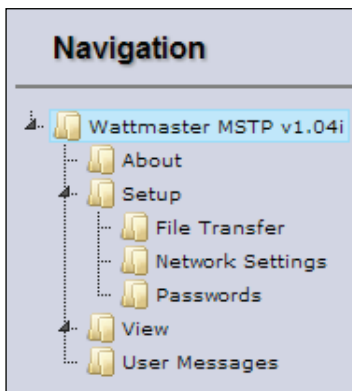 Navigation
Wattmaster MSTP v1.04i
About
Setup
File Transfer
Network Settings
Passwords
View
User Messages